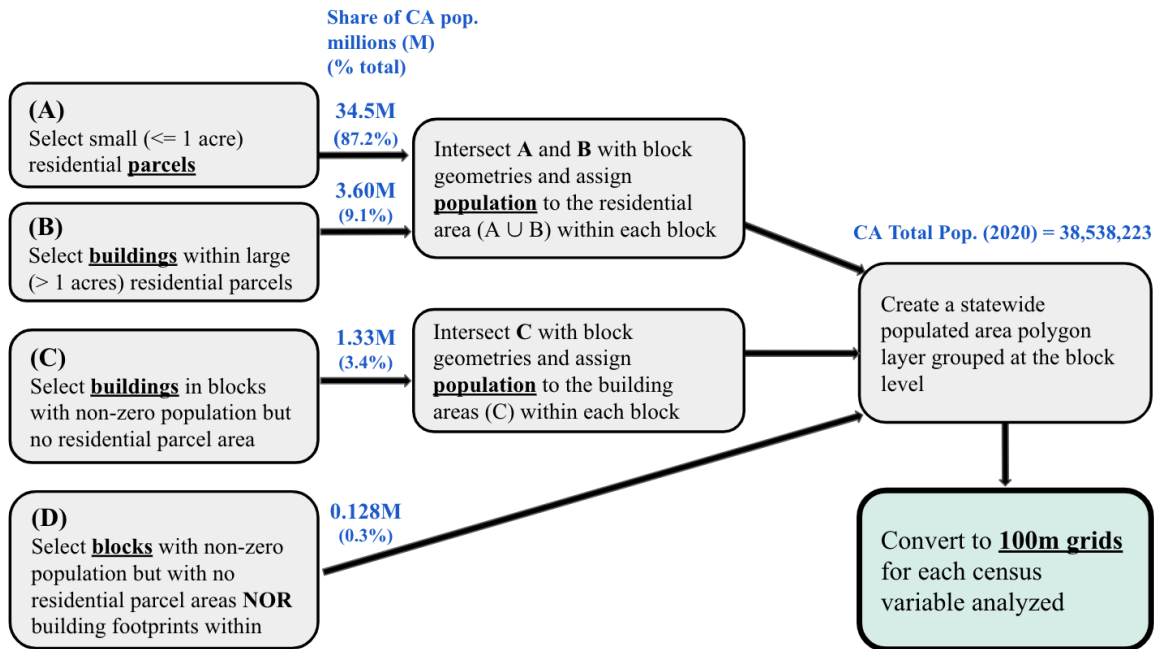 Share of CA pop.
millions (M)
(% total)
(A)
Select small (<= 1 acre)
residential parcels
34.5M
(87.2%)
(B)
Select buildings within large
(> 1 acres) residential parcels
3.60M
(9.1%)
Intersect A and B with block
geometries and assign
population to the residential
area (A ∪ B) within each block
(C)
Select buildings in blocks
with non-zero population but
no residential parcel area
1.33M
(3.4%)
Intersect C with block
geometries and assign
population to the building
areas (C) within each block
(D)
Select blocks with non-zero
population but with no
residential parcel areas NOR
building footprints within
0.128M
(0.3%)
CA Total Pop. (2020) = 38,538,223
Create a statewide
populated area polygon
layer grouped at the block
level
Convert to 100m grids
for each census
variable analyzed